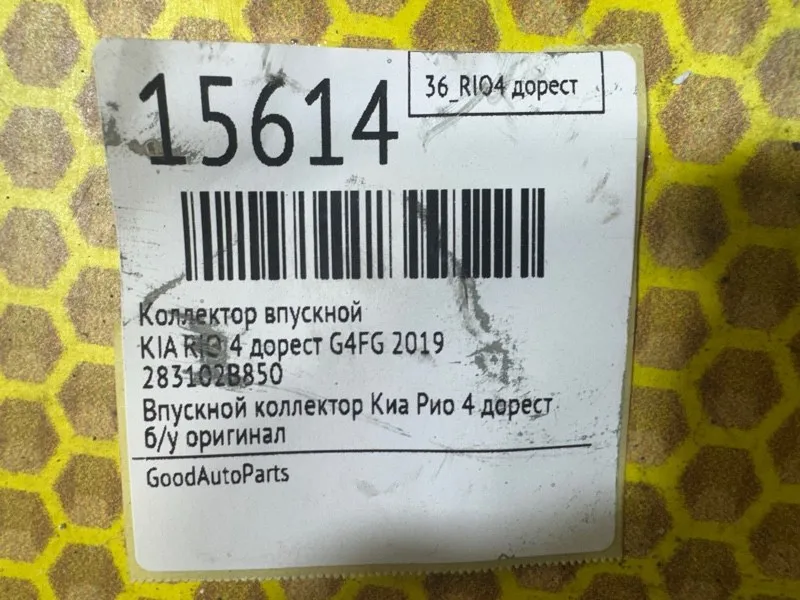 15614
36_RIO4 дорест
Коллектор впускной
KIA RIO 4 дорест G4FG 2019
283102B850
Впускной коллектор Киа Рио 4 дорест
б/у оригинал
GoodAutoParts